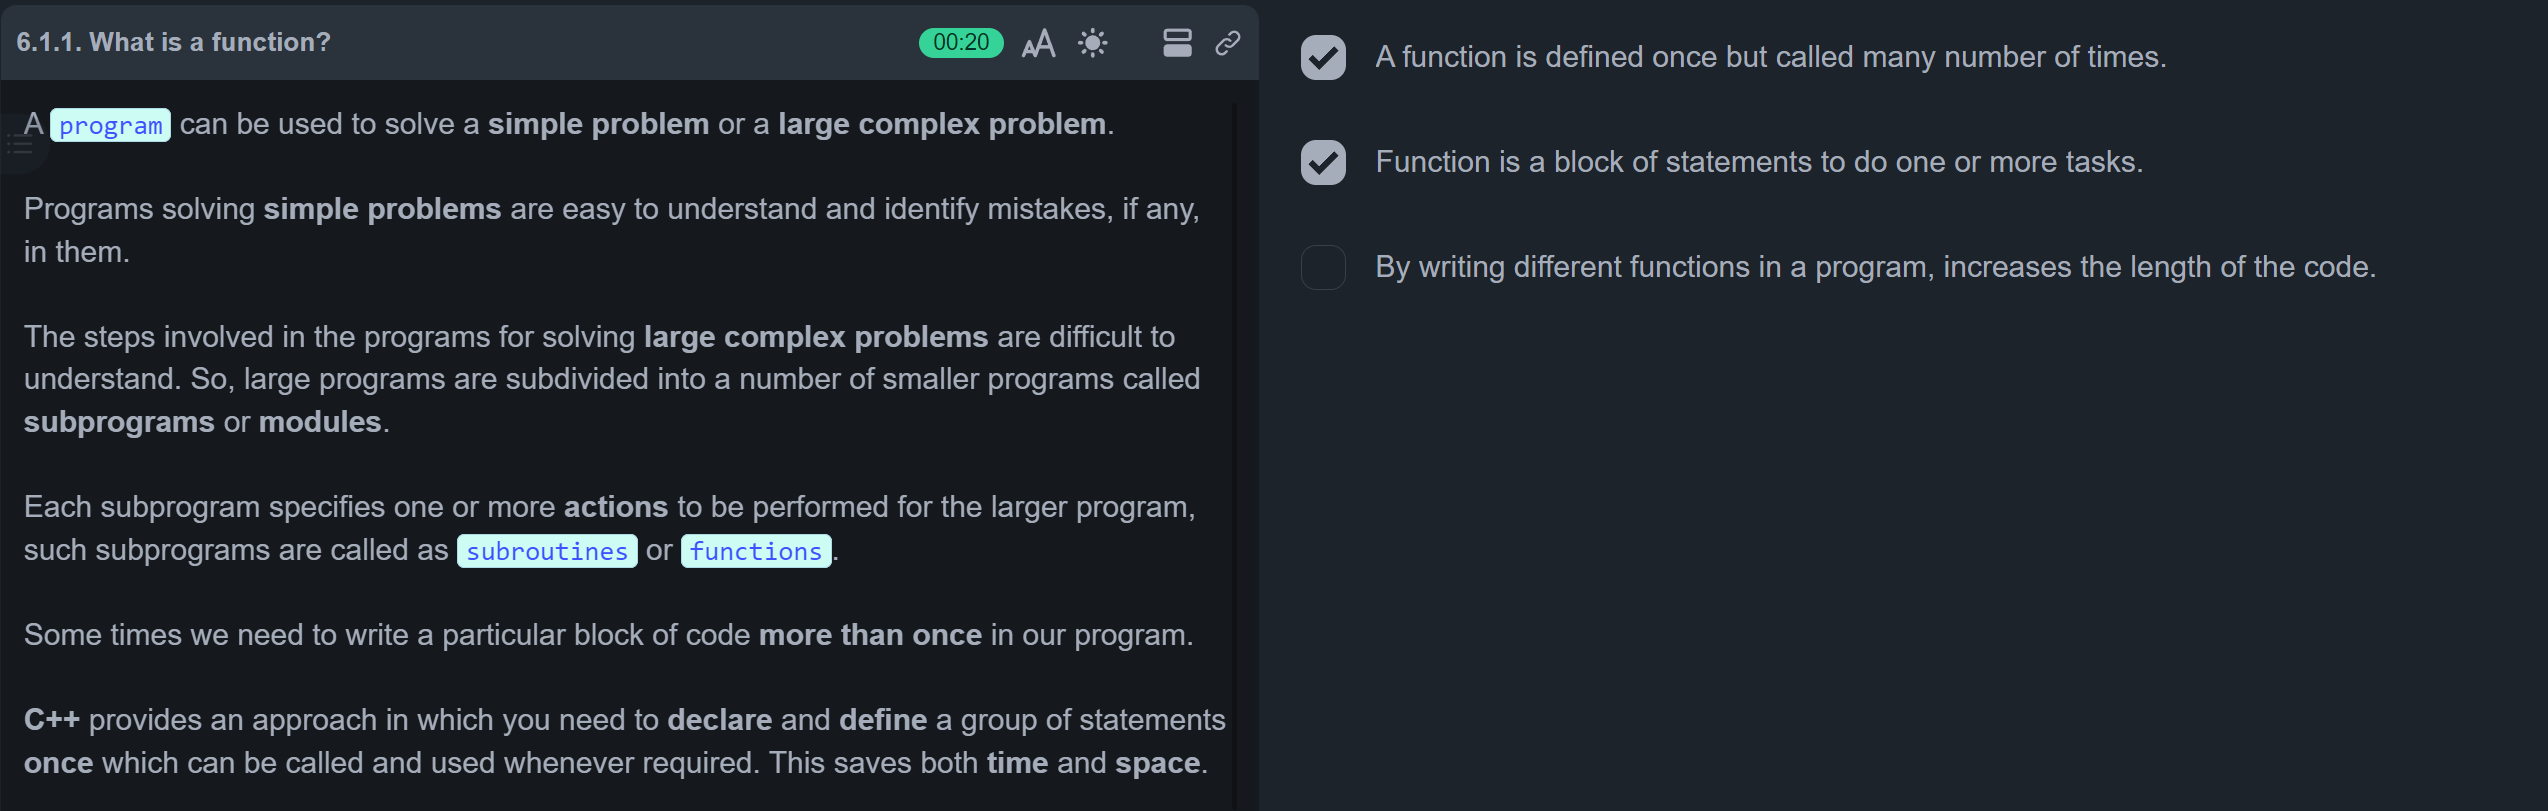 6.1.1. What is a function?
00:20
A program can be used to solve a simple problem or a large complex problem.
Programs solving simple problems are easy to understand and identify mistakes, if any,
in them.
The steps involved in the programs for solving large complex problems are difficult to
understand. So, large programs are subdivided into a number of smaller programs called
subprograms or modules.
Each subprogram specifies one or more actions to be performed for the larger program,
such subprograms are called as subroutines or functions.
Some times we need to write a particular block of code more than once in our program.
C++ provides an approach in which you need to declare and define a group of statements
once which can be called and used whenever required. This saves both time and space.
A function is defined once but called many number of times.
Function is a block of statements to do one or more tasks.
By writing different functions in a program, increases the length of the code.